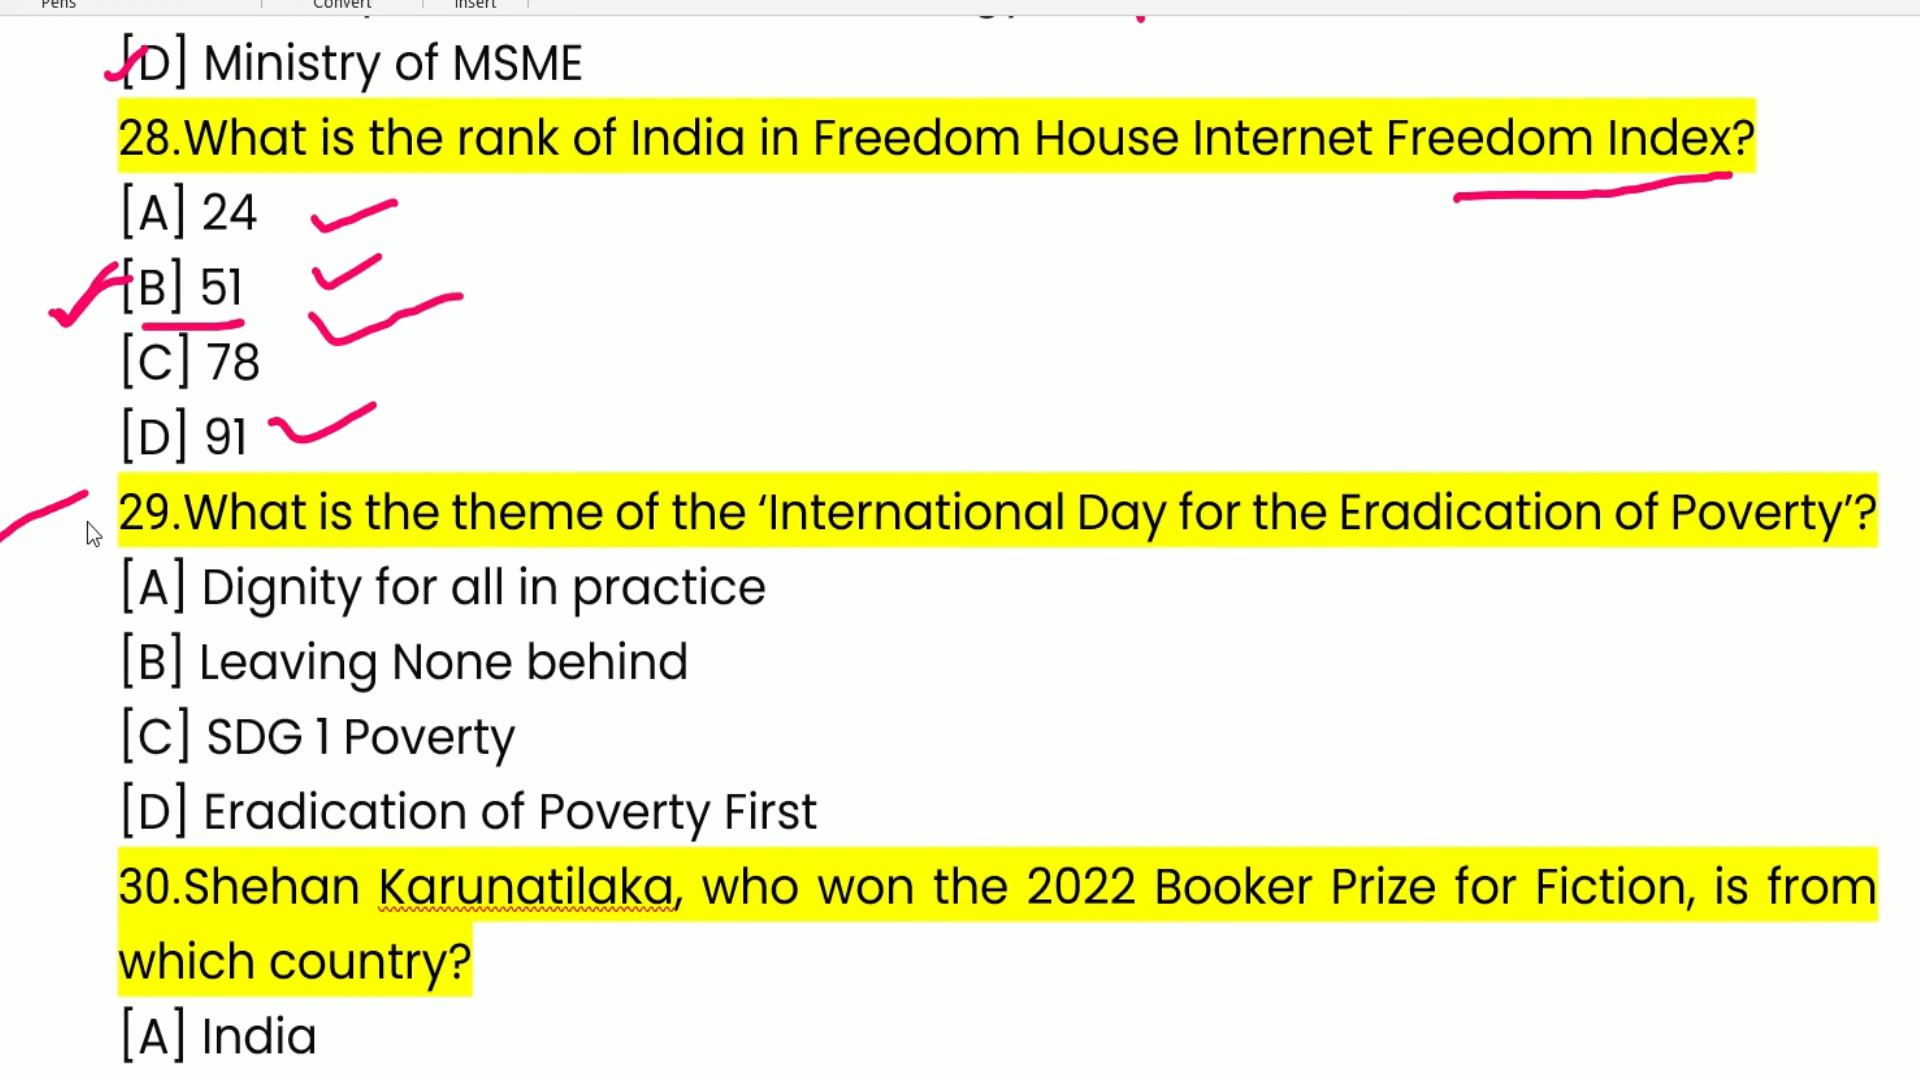 Pens Convert Insert
[D] Ministry of MSME
28.What is the rank of India in Freedom House Internet Freedom Index?
[A] 24
[B] 51
[C] 78
[D] 91
29.What is the theme of the ‘International Day for the Eradication of Poverty’?
[A] Dignity for all in practice
[B] Leaving None behind
[C] SDG 1 Poverty
[D] Eradication of Poverty First
30.Shehan Karunatilaka, who won the 2022 Booker Prize for Fiction, is from
which country?
[A] India